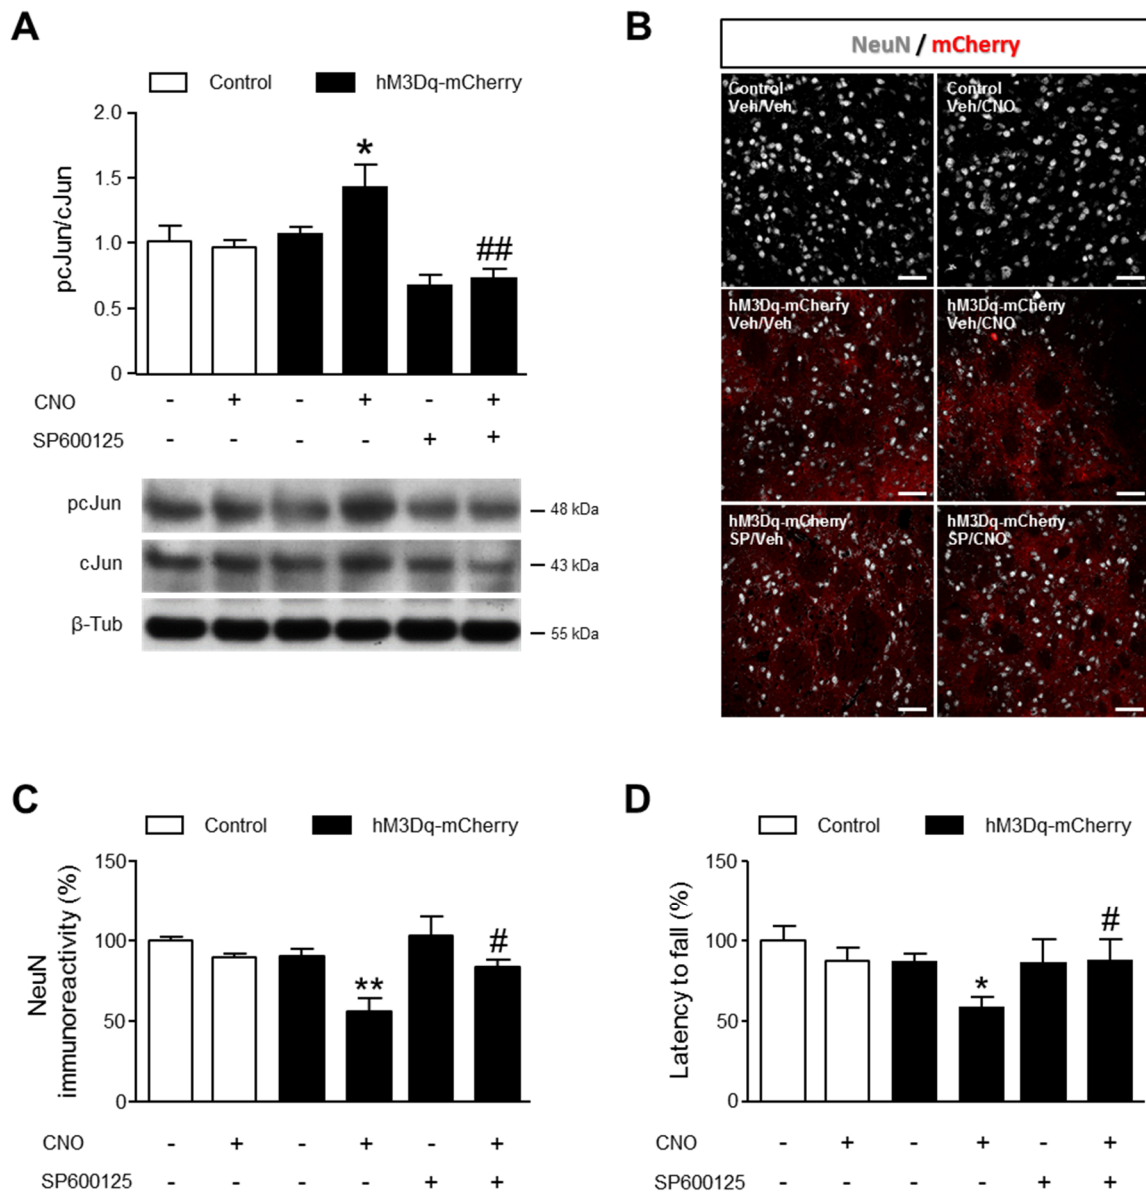 A
Control hM3Dq-mCherry
pcJun/cJun
2.0
1.5
1.0
0.5
0
*
##
CNO - + - + - +
SP600125 - - - - + +
pcJun — 48 kDa
cJun — 43 kDa
β-Tub — 55 kDa
B
NeuN / mCherry
Control
Veh/Veh
Control
Veh/CNO
hM3Dq-mCherry
Veh/Veh
hM3Dq-mCherry
Veh/CNO
hM3Dq-mCherry
SP/Veh
hM3Dq-mCherry
SP/CNO
C
Control hM3Dq-mCherry
NeuN
immunoreactivity (%)
150
100
50
0
**
#
CNO - + - + - +
SP600125 - - - - + +
D
Control hM3Dq-mCherry
Latency to fall (%)
150
100
50
0
*
#
CNO - + - + - +
SP600125 - - - - + +